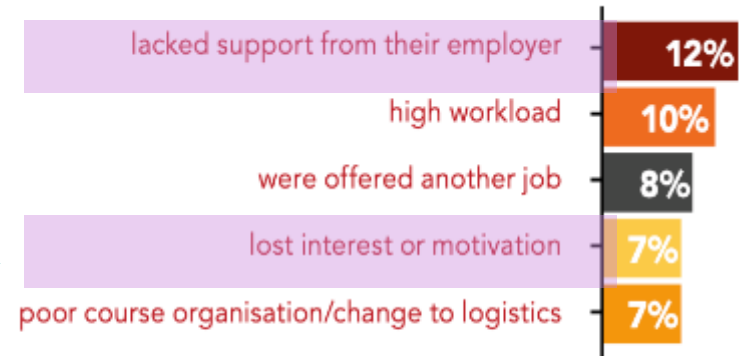 lacked support from their employer 12%
high workload 10%
were offered another job 8%
lost interest or motivation 7%
poor course organisation/change to logistics 7%